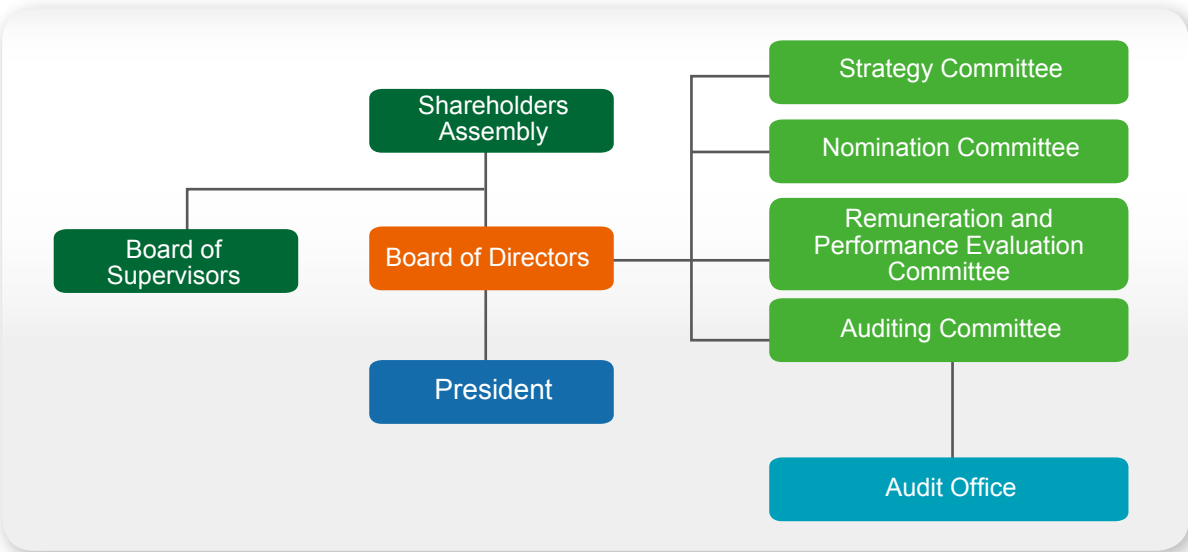 Shareholders
Assembly
Board of
Supervisors
Board of Directors
President
Strategy Committee
Nomination Committee
Remuneration and
Performance Evaluation
Committee
Auditing Committee
Audit Office